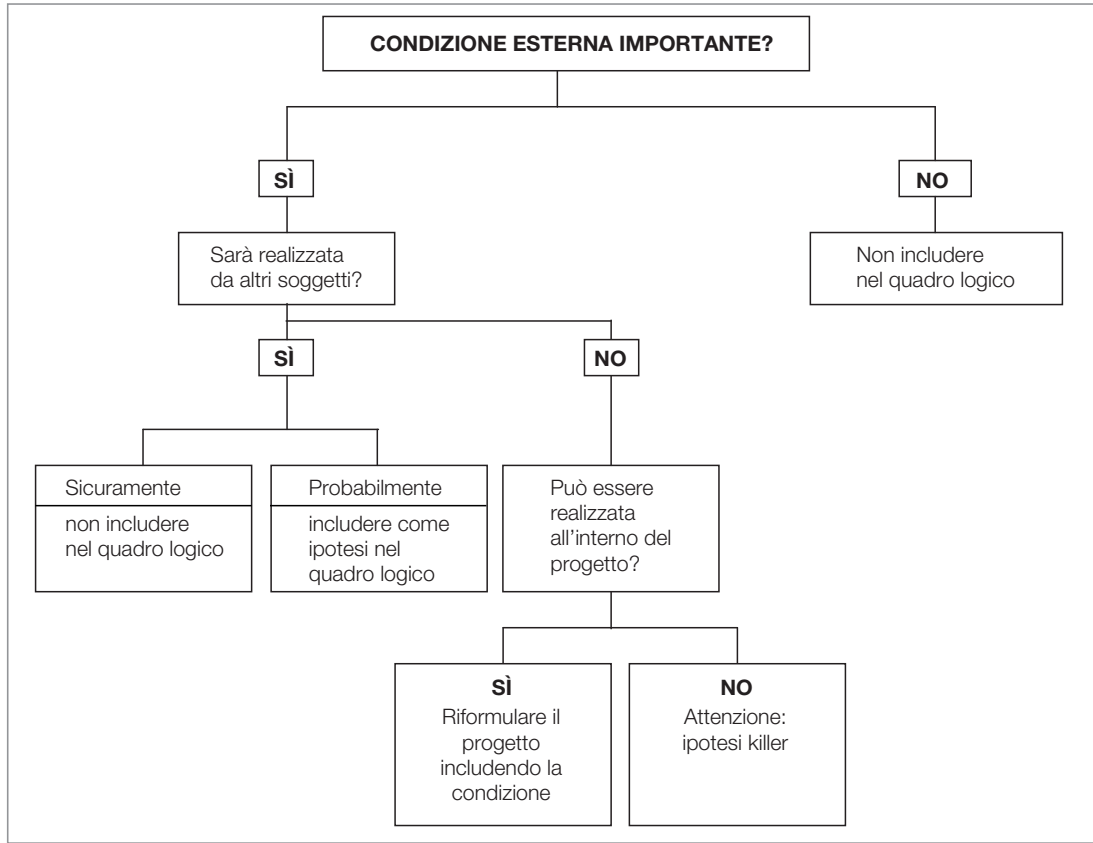 CONDIZIONE ESTERNA IMPORTANTE?
SÌ
NO
Sarà realizzata
da altri soggetti?
Non includere
nel quadro logico
SÌ
NO
Sicuramente
non includere
nel quadro logico
Probabilmente
includere come
ipotesi nel
quadro logico
Può essere
realizzata
all'interno del
progetto?
SÌ
Riformulare il
progetto
includendo la
condizione
NO
Attenzione:
ipotesi killer